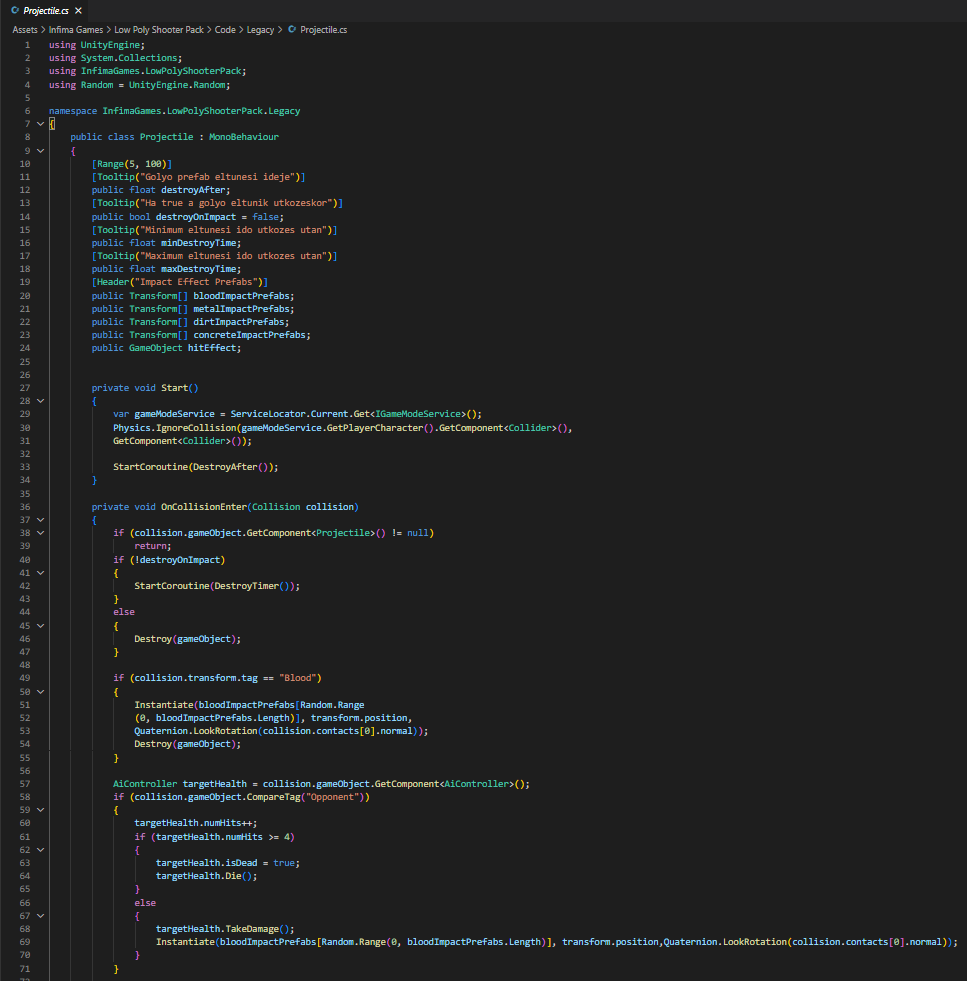 Projectile.cs ×
Assets > Infima Games > Low Poly Shooter Pack > Code > Legacy > Projectile.cs
1 using UnityEngine;
2 using System.Collections;
3 using InfimaGames.LowPolyShooterPack;
4 using Random = UnityEngine.Random;
5
6 namespace InfimaGames.LowPolyShooterPack.Legacy
7 {
8 public class Projectile : MonoBehaviour
9 {
10 [Range(5, 100)]
11 [Tooltip("Golyo prefab eltunesi ideje")]
12 public float destroyAfter;
13 [Tooltip("Ha true a golyo eltunik utkozeskor")]
14 public bool destroyOnImpact = false;
15 [Tooltip("Minimum eltunesi ido utkozes utan")]
16 public float minDestroyTime;
17 [Tooltip("Maximum eltunesi ido utkozes utan")]
18 public float maxDestroyTime;
19 [Header("Impact Effect Prefabs")]
20 public Transform[] bloodImpactPrefabs;
21 public Transform[] metalImpactPrefabs;
22 public Transform[] dirtImpactPrefabs;
23 public Transform[] concreteImpactPrefabs;
24 public GameObject hitEffect;
25
26
27 private void Start()
28 {
29 var gameModeService = ServiceLocator.Current.Get<IGameModeService>();
30 Physics.IgnoreCollision(gameModeService.GetPlayerCharacter().GetComponent<Collider>(),
31 GetComponent<Collider>());
32
33 StartCoroutine(DestroyAfter());
34 }
35
36 private void OnCollisionEnter(Collision collision)
37 {
38 if (collision.gameObject.GetComponent<Projectile>() != null)
39 return;
40 if (!destroyOnImpact)
41 {
42 StartCoroutine(DestroyTimer());
43 }
44 else
45 {
46 Destroy(gameObject);
47 }
48
49 if (collision.transform.tag == "Blood")
50 {
51 Instantiate(bloodImpactPrefabs[Random.Range
52 (0, bloodImpactPrefabs.Length)], transform.position,
53 Quaternion.LookRotation(collision.contacts[0].normal));
54 Destroy(gameObject);
55 }
56
57 AiController targetHealth = collision.gameObject.GetComponent<AiController>();
58 if (collision.gameObject.CompareTag("Opponent"))
59 {
60 targetHealth.numHits++;
61 if (targetHealth.numHits >= 4)
62 {
63 targetHealth.isDead = true;
64 targetHealth.Die();
65 }
66 else
67 {
68 targetHealth.TakeDamage();
69 Instantiate(bloodImpactPrefabs[Random.Range(0, bloodImpactPrefabs.Length)], transform.position,Quaternion.LookRotation(collision.contacts[0].normal));
70 }
71 }